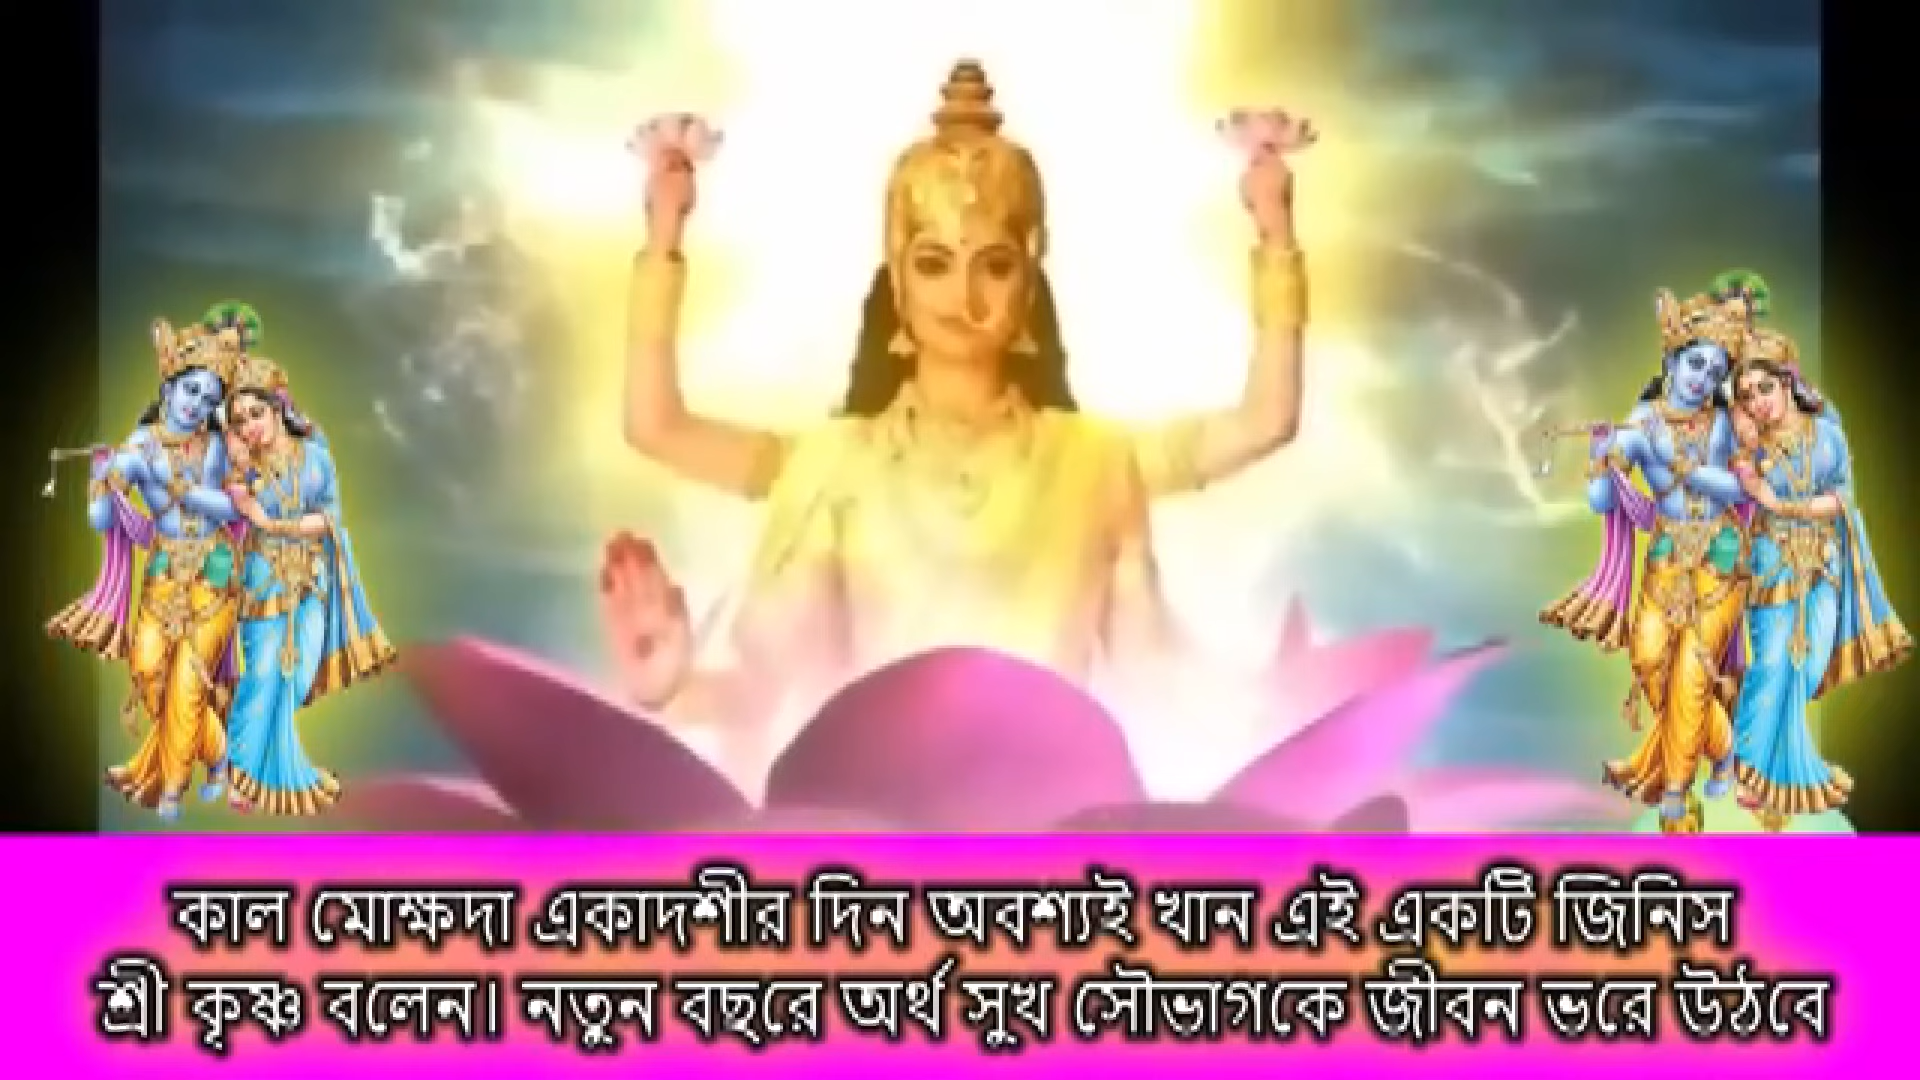 কাল মোক্ষদা একাদশীর দিন অবশ্যই খান এই একটি জিনিস
শ্রী কৃষ্ণ বলেন। নতুন বছরে অর্থ সুখ সৌভাগকে জীবন ভরে উঠবে